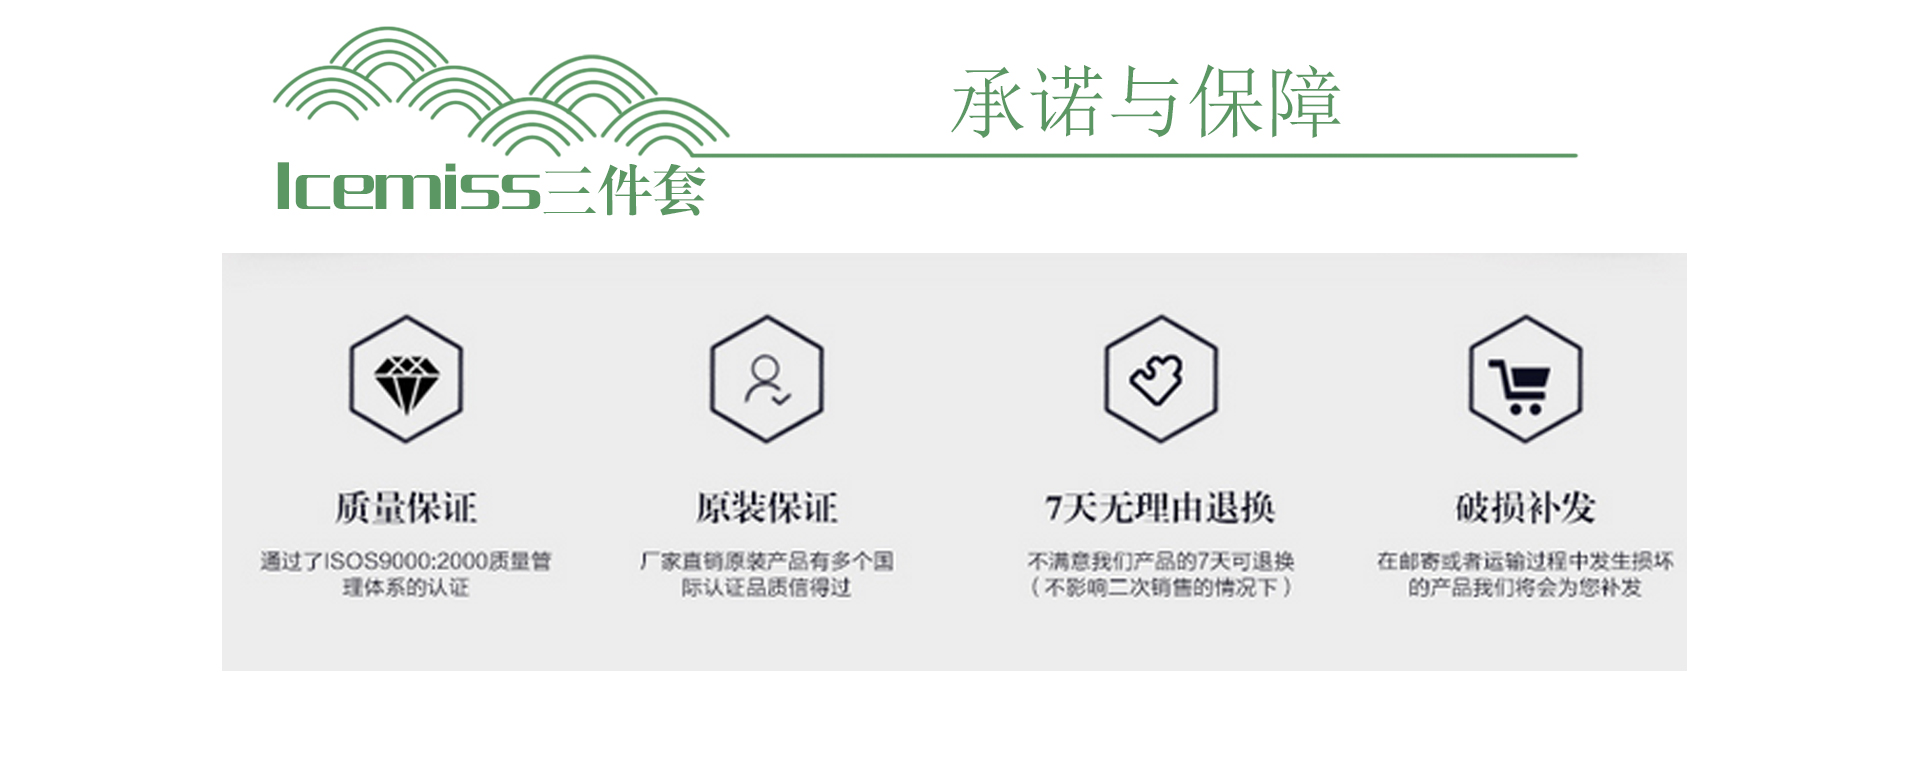 承诺与保障
Icemiss三件套
质量保证
通过了ISOS9000:2000质量管
理体系的认证
原装保证
厂家直销原装产品有多个国
际认证品质信得过
7天无理由退换
不满意我们产品的7天可退换
（不影响二次销售的情况下）
破损补发
在邮寄或者运输过程中发生损坏
的产品我们将会为您补发